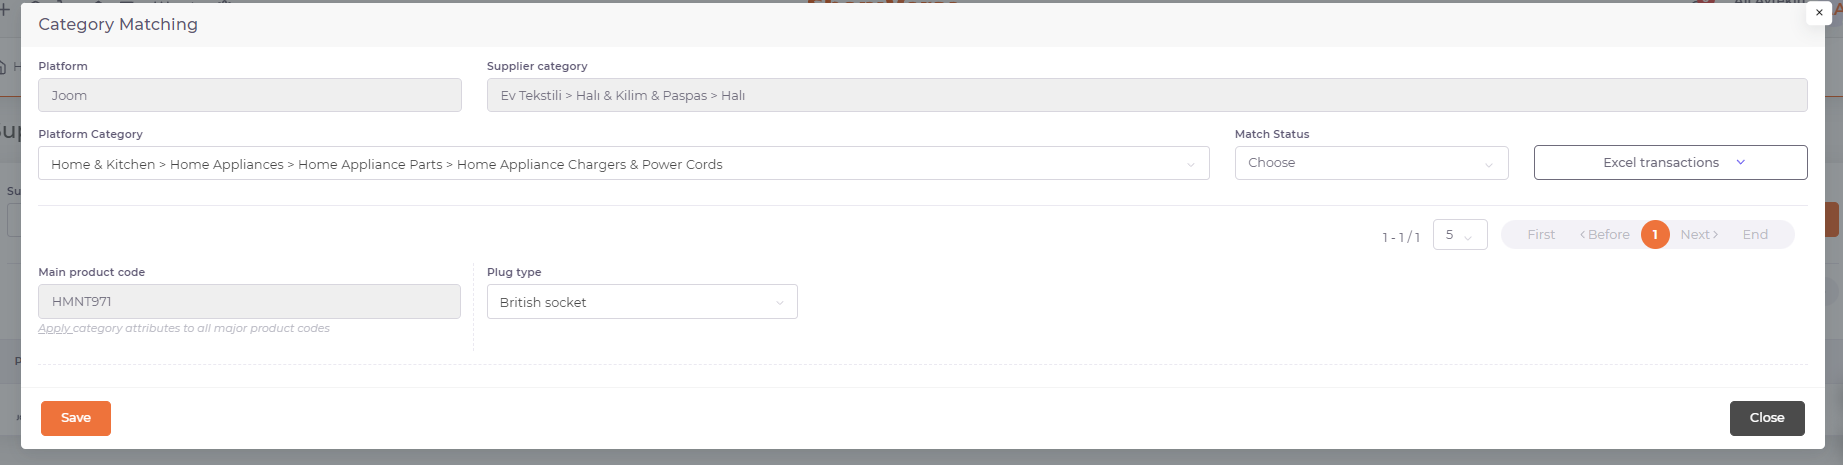 Category Matching
×
Platform
Supplier category
Joom
Ev Tekstili > Halı & Kilim & Paspas > Halı
Platform Category
Match Status
Home & Kitchen > Home Appliances > Home Appliance Parts > Home Appliance Chargers & Power Cords
Choose
Excel transactions
1 - 1 / 1
5
First
Before
1
Next
End
Main product code
Plug type
HMNT971
British socket
Apply category attributes to all major product codes
Save
Close